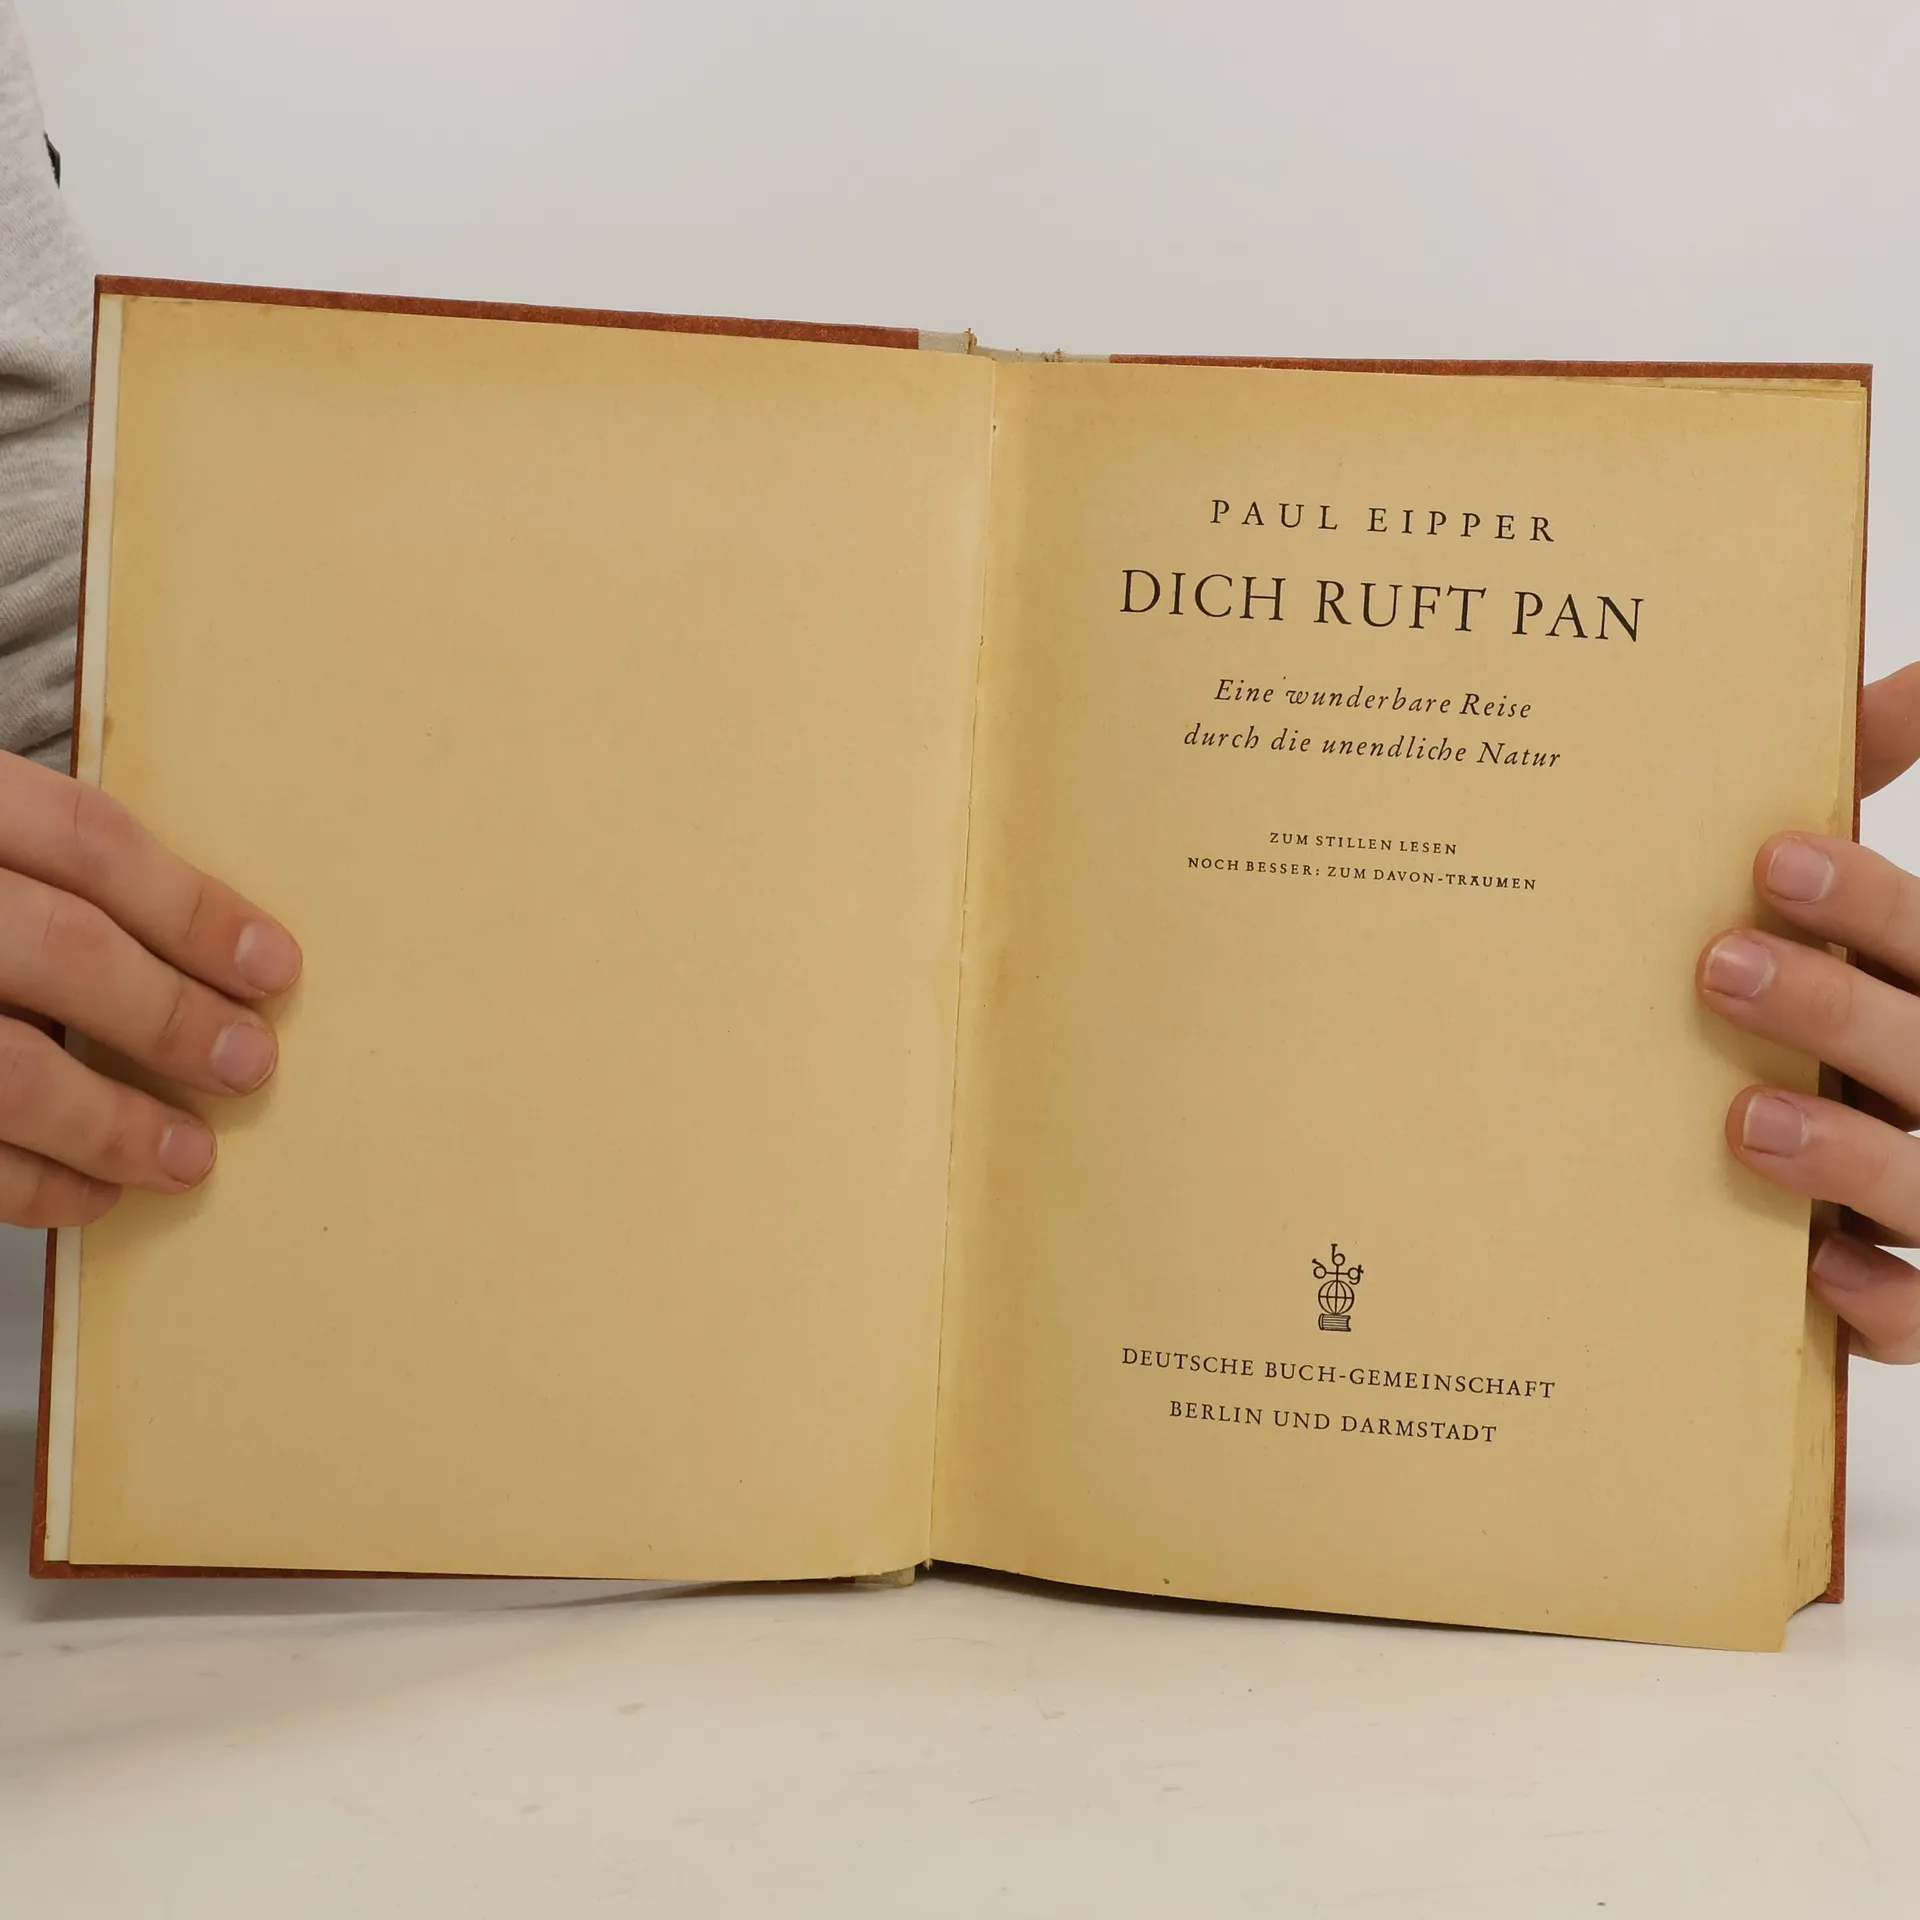 PAUL EIPPER
DICH RUFT PAN
Eine wunderbare Reise
durch die unendliche Natur
ZUM STILLEN LESEN
NOCH BESSER: ZUM DAVON-TRÄUMEN
dbg
DEUTSCHE BUCH-GEMEINSCHAFT
BERLIN UND DARMSTADT